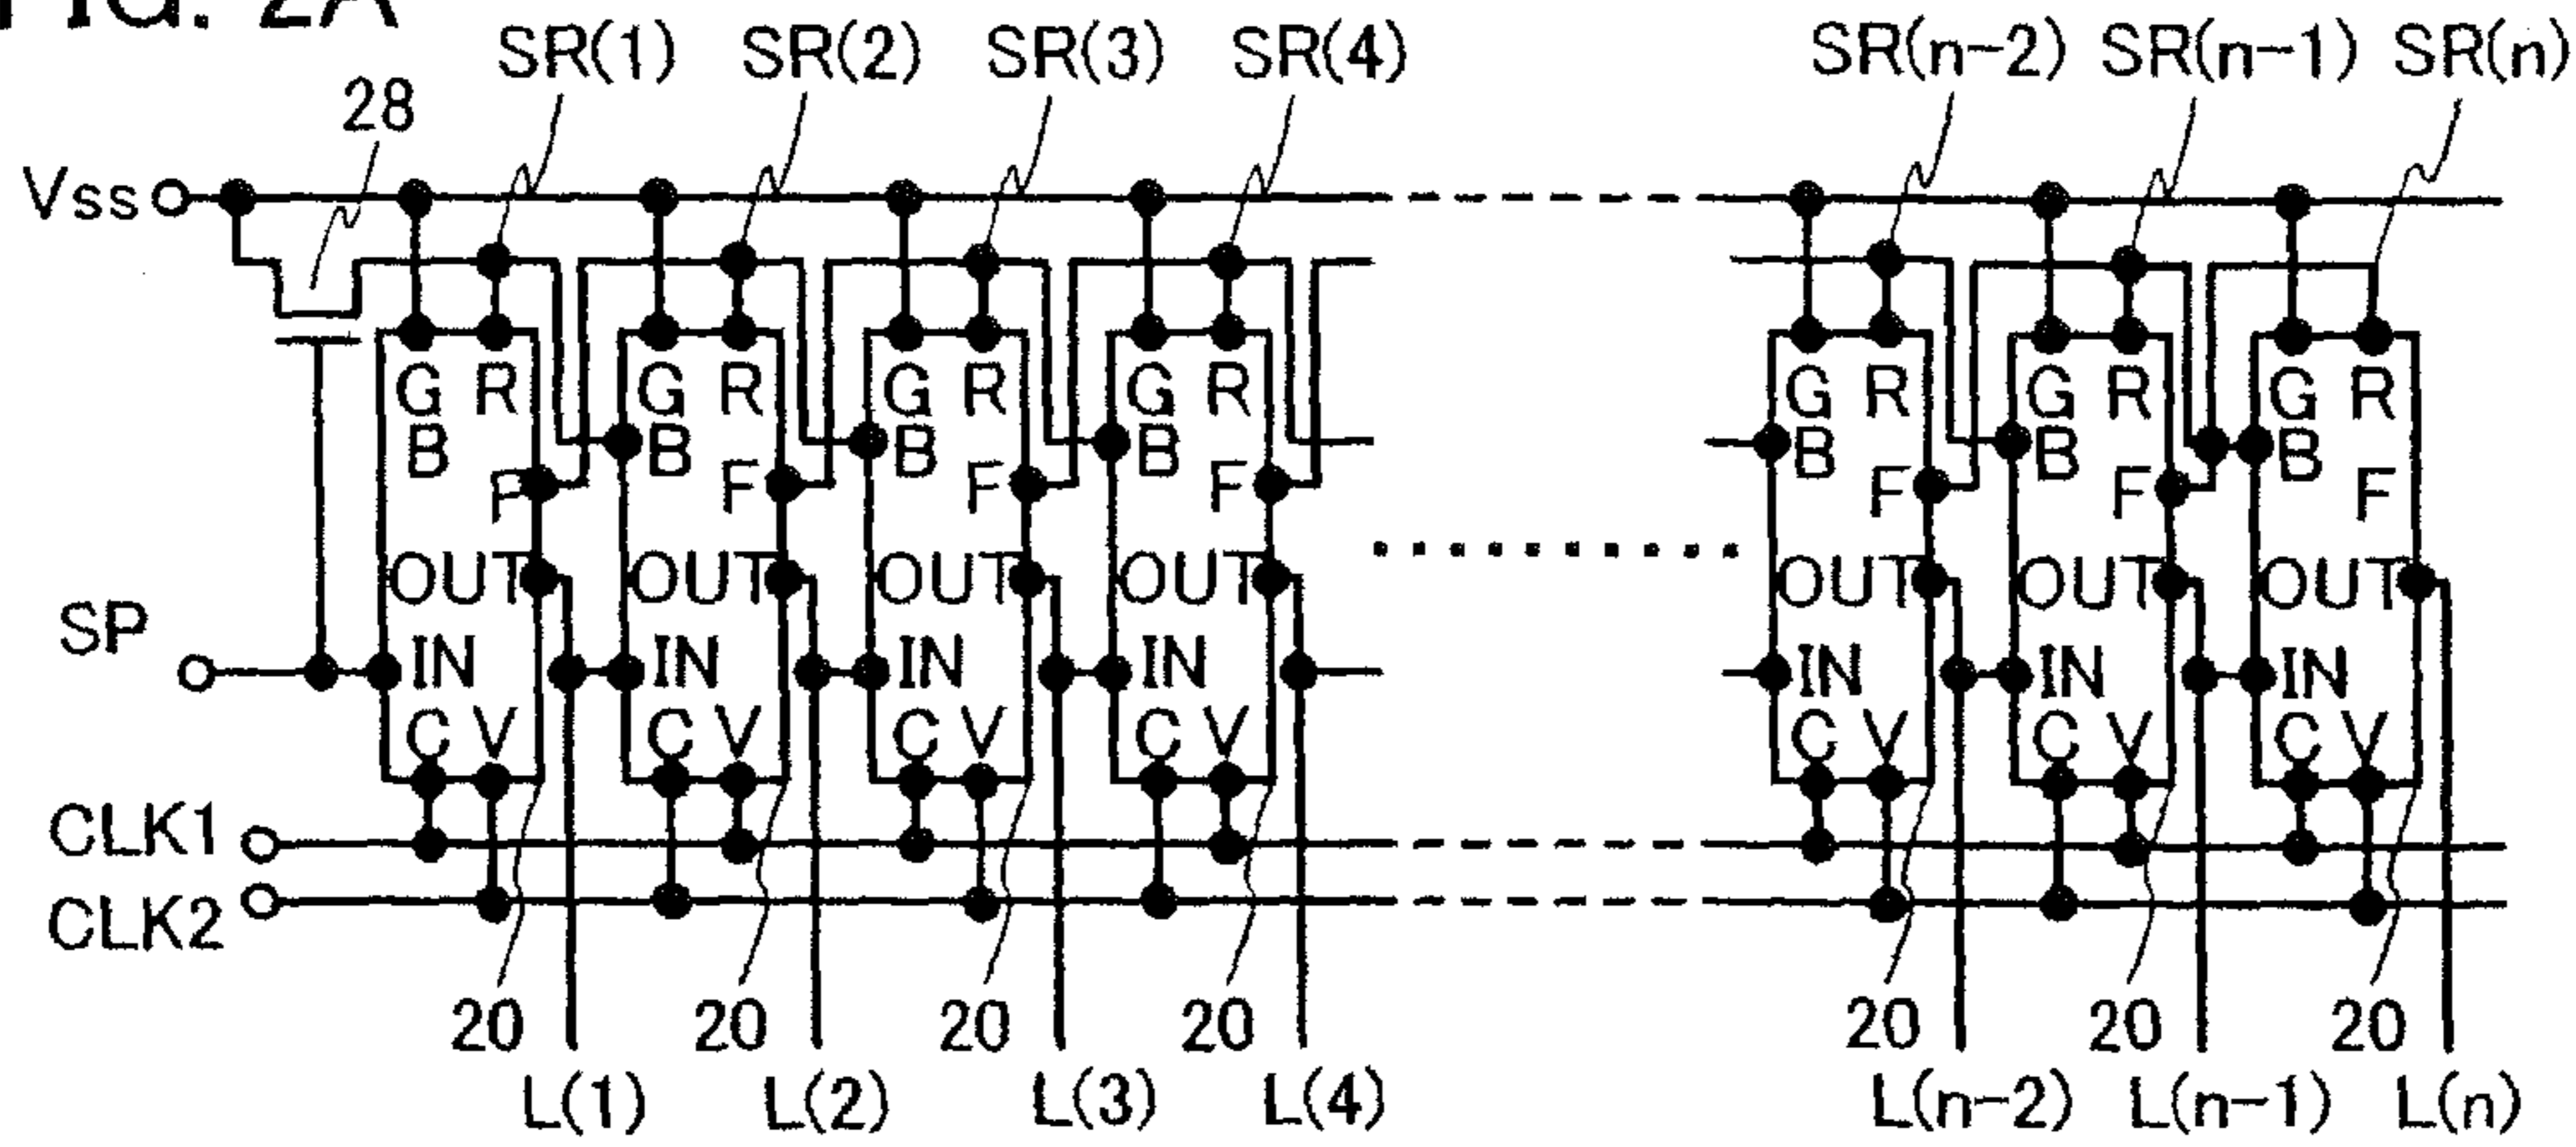 FIG. 2A
SR(1) SR(2) SR(3) SR(4) SR(n-2) SR(n-1) SR(n)
28
Vss
G R G R G R G R G R G R G R
B B B B B B B
F F F F F F F
OUT OUT OUT OUT OUT OUT OUT
SP
IN IN IN IN IN IN IN
C V C V C V C V C V C V C V
CLK1
CLK2
20 20 20 20 20 20 20
L(1) L(2) L(3) L(4) L(n-2) L(n-1) L(n)